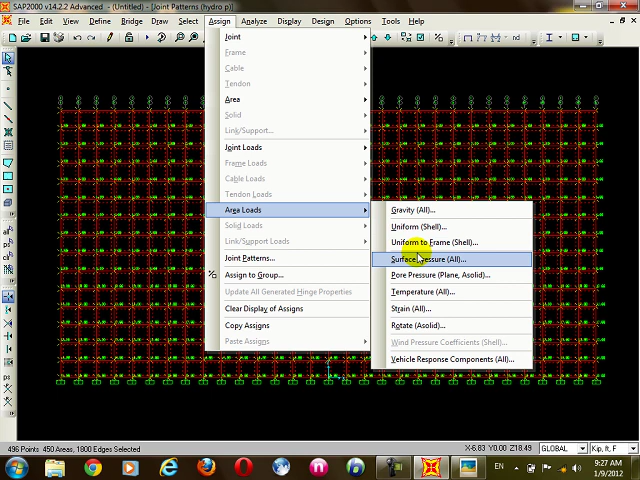 SAP2000 v14.2.2 Advanced - (Untitled) - [Joint Patterns (hydro p)]
File Edit View Define Bridge Draw Select Assign Analyze Display Design Options Tools Help
Joint
Frame
Cable
Tendon
Area
Solid
Link/Support...
Joint Loads
Frame Loads
Cable Loads
Tendon Loads
Area Loads
Solid Loads
Link/Support Loads
Joint Patterns...
Assign to Group...
Update All Generated Hinge Properties
Clear Display of Assigns
Copy Assigns
Paste Assigns
Gravity (All)...
Uniform (Shell)...
Uniform to Frame (Shell)...
Surface Pressure (All)...
Pore Pressure (Plane, Asolid)...
Temperature (All)...
Strain (All)...
Rotate (Asolid)...
Wind Pressure Coefficients (Shell)...
Vehicle Response Components (All)...
nd
all
ps
clr
496 Points, 450 Areas, 1800 Edges Selected
X-6.83 Y0.00 Z18.49
GLOBAL
Kip, ft, F
EN
9:27 AM
1/9/2012